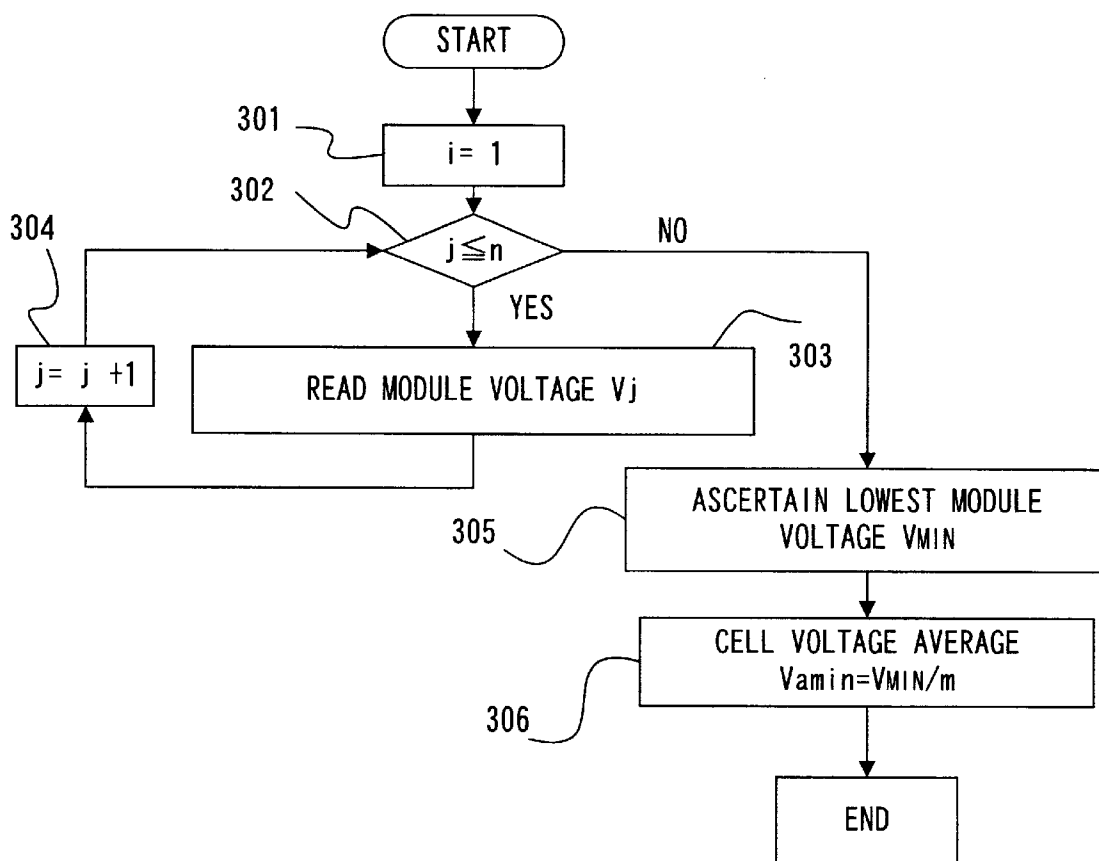 START
301
i= 1
302
304
j≦n
NO
YES
303
j= j +1
READ MODULE VOLTAGE Vj
ASCERTAIN LOWEST MODULE
VOLTAGE VMIN
305
CELL VOLTAGE AVERAGE
Vamin=VMIN/m
306
END